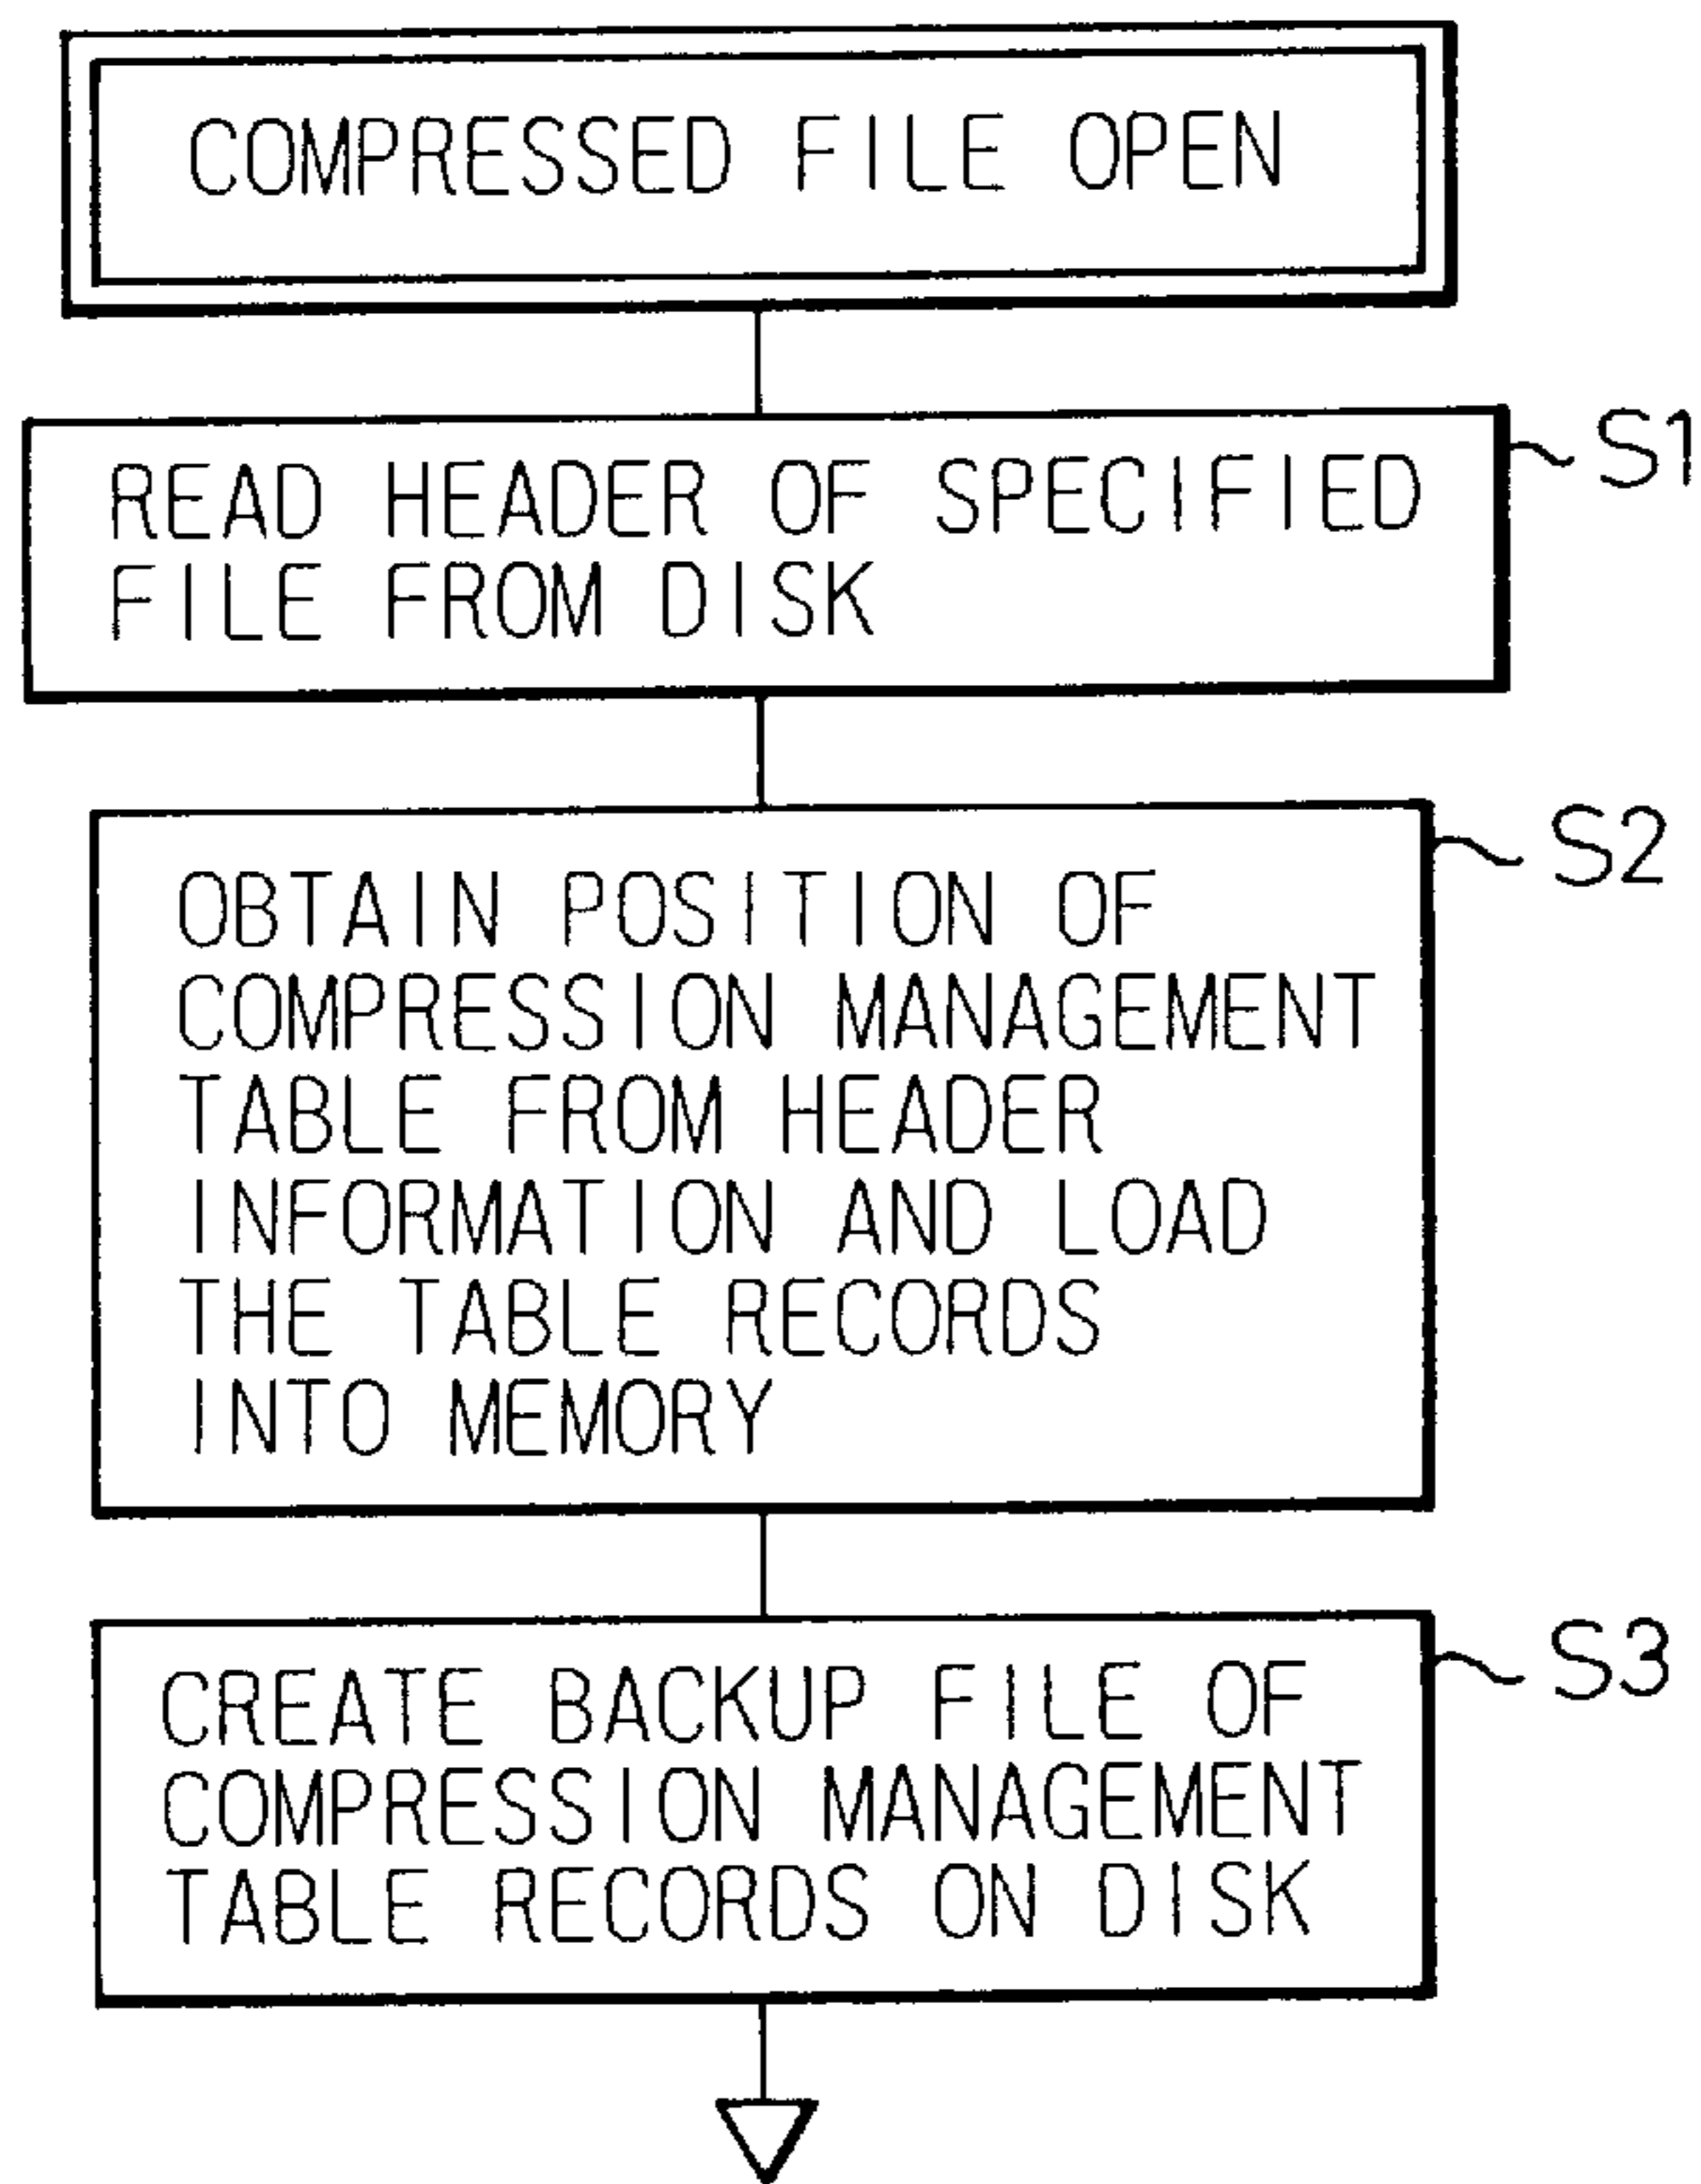 COMPRESSED FILE OPEN
READ HEADER OF SPECIFIED
FILE FROM DISK
S1
OBTAIN POSITION OF
COMPRESSION MANAGEMENT
TABLE FROM HEADER
INFORMATION AND LOAD
THE TABLE RECORDS
INTO MEMORY
S2
CREATE BACKUP FILE OF
COMPRESSION MANAGEMENT
TABLE RECORDS ON DISK
S3